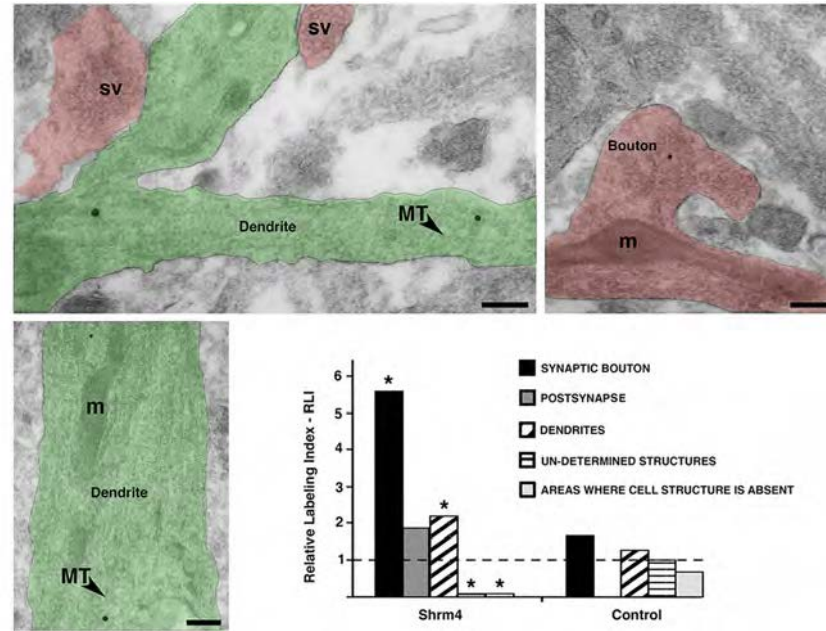 sv
sv
Dendrite
MT
Bouton
m
m
Dendrite
MT
Relative Labeling Index - RLI
6
5
4
3
2
1
*
*
* *
SYNAPTIC BOUTON
POSTSYNAPSE
DENDRITES
UN-DETERMINED STRUCTURES
AREAS WHERE CELL STRUCTURE IS ABSENT
Shrm4 Control